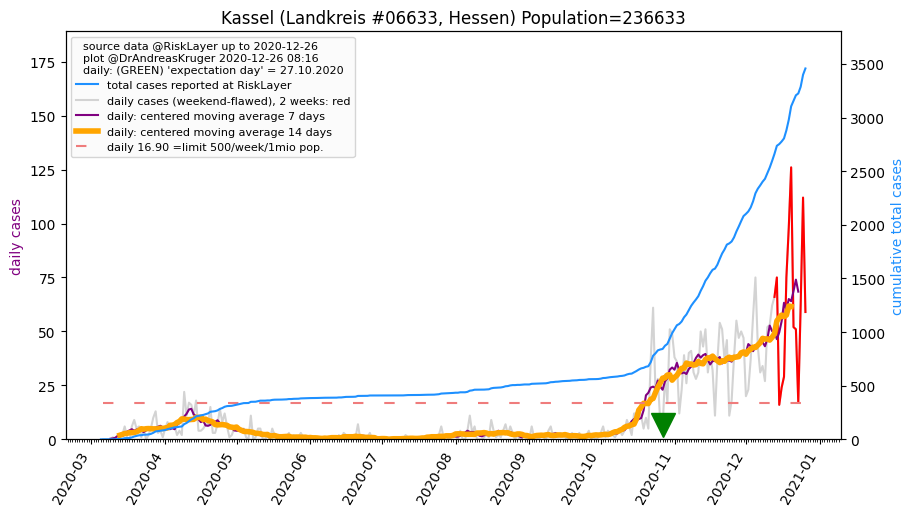 Kassel (Landkreis #06633, Hessen) Population=236633
source data @RiskLayer up to 2020-12-26
plot @DrAndreasKruger 2020-12-26 08:16
daily: (GREEN) 'expectation day' = 27.10.2020
total cases reported at RiskLayer
daily cases (weekend-flawed), 2 weeks: red
daily: centered moving average 7 days
daily: centered moving average 14 days
daily 16.90 =limit 500/week/1mio pop.
daily cases
175
150
125
100
75
50
25
0
cumulative total cases
3500
3000
2500
2000
1500
1000
500
0
2020-03
2020-04
2020-05
2020-06
2020-07
2020-08
2020-09
2020-10
2020-11
2020-12
2021-01